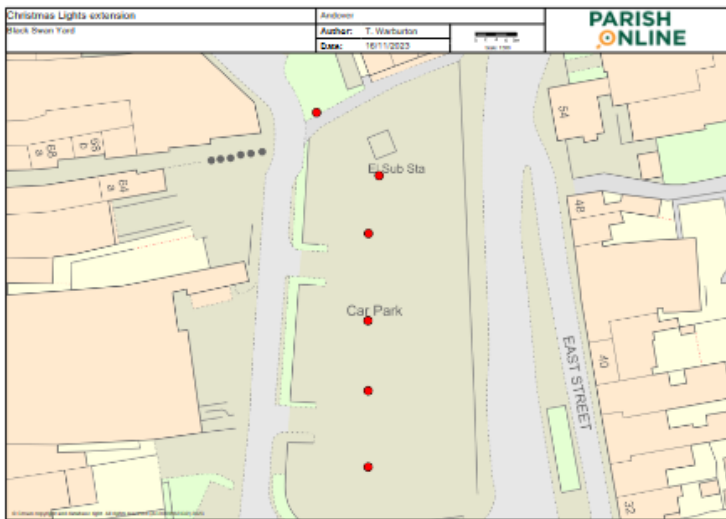 Christmas Lights extension
Black Swan Yard
Andover
Author: T. Warburton
Date: 16/11/2023
PARISH
ONLINE
54
68
a
68
b
64
a
El Sub Sta
48
Car Park
EAST STREET
40
32